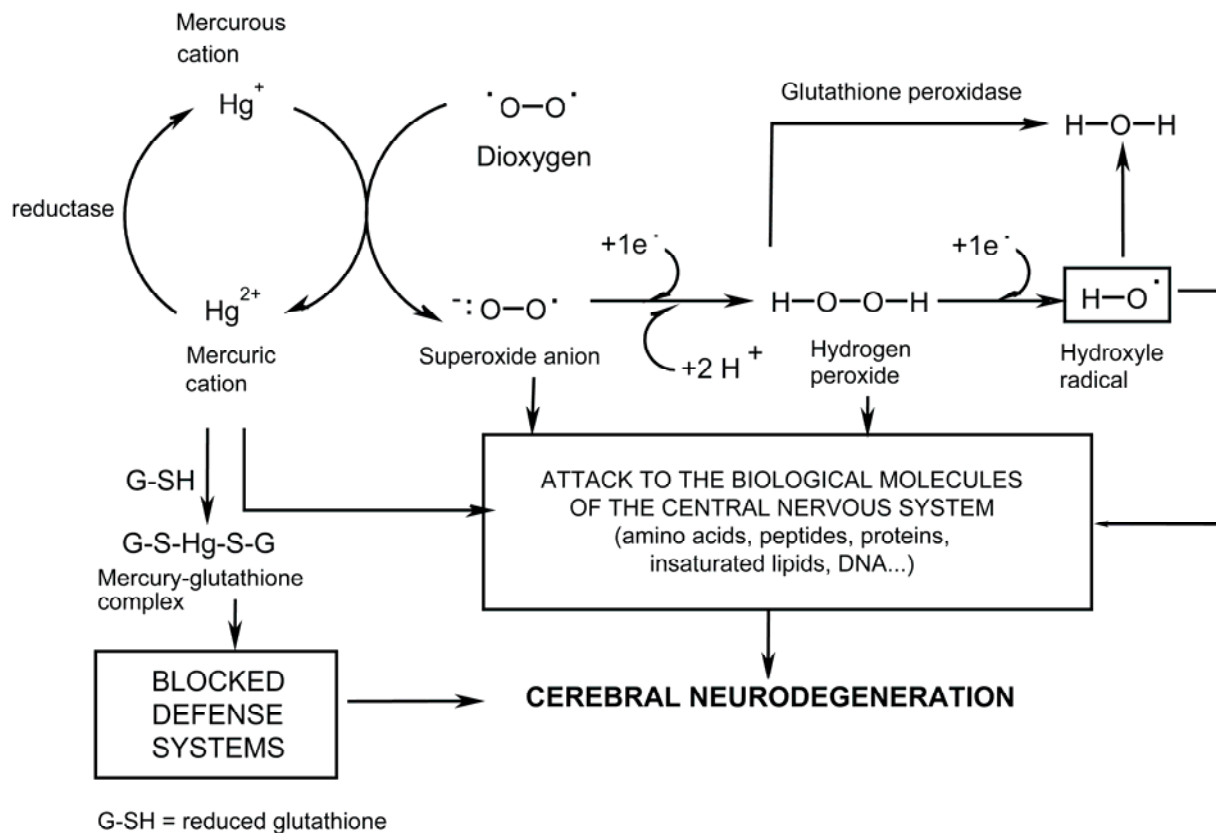 Mercurous
cation
Hg+
·O–O·
Dioxygen
Glutathione peroxidase
H–O–H
reductase
+1e-
+1e-
Hg2+
-:O–O·
H–O–O–H
H–O·
Mercuric
cation
Superoxide anion
+2 H +
Hydrogen
peroxide
Hydroxyle
radical
G-SH
G-S-Hg-S-G
Mercury-glutathione
complex
ATTACK TO THE BIOLOGICAL MOLECULES
OF THE CENTRAL NERVOUS SYSTEM
(amino acids, peptides, proteins,
insaturated lipids, DNA...)
BLOCKED
DEFENSE
SYSTEMS
CEREBRAL NEURODEGENERATION
G-SH = reduced glutathione